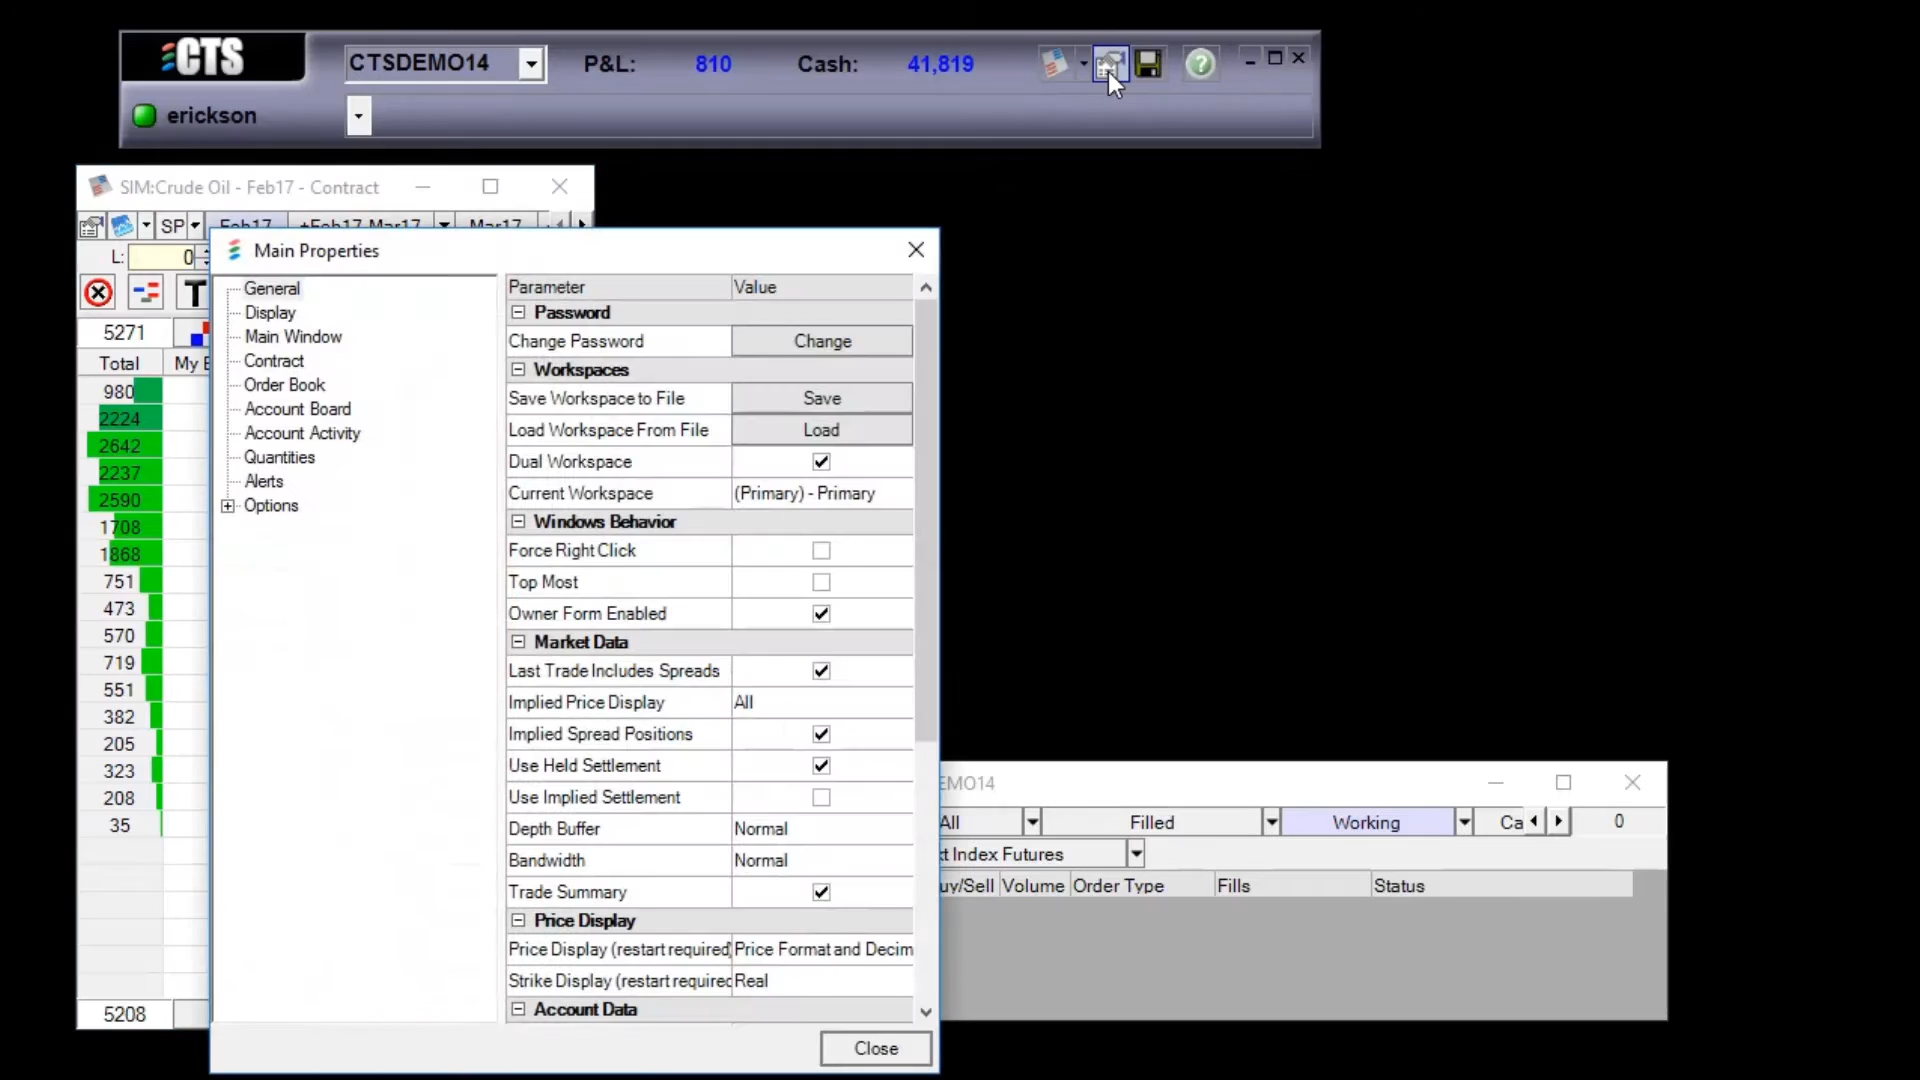 CTS
CTSDEMO14
P&L: 810 Cash: 41,819
erickson
SIM:Crude Oil - Feb17 - Contract
SP Feb17 +Feb17-Mar17 Mar17
L: 0
T
5271
Total My
980
2224
2642
2237
2590
1708
1868
751
473
570
719
551
382
205
323
208
35
5208
Main Properties
General
Display
Main Window
Contract
Order Book
Account Board
Account Activity
Quantities
Alerts
Options
Parameter Value
Password
Change Password Change
Workspaces
Save Workspace to File Save
Load Workspace From File Load
Dual Workspace
Current Workspace (Primary) - Primary
Windows Behavior
Force Right Click
Top Most
Owner Form Enabled
Market Data
Last Trade Includes Spreads
Implied Price Display All
Implied Spread Positions
Use Held Settlement
Use Implied Settlement
Depth Buffer Normal
Bandwidth Normal
Trade Summary
Price Display
Price Display (restart required) Price Format and Decim
Strike Display (restart required Real
Account Data
Close
EMO14
All Filled Working Ca 0
t Index Futures
uy/Sell Volume Order Type Fills Status